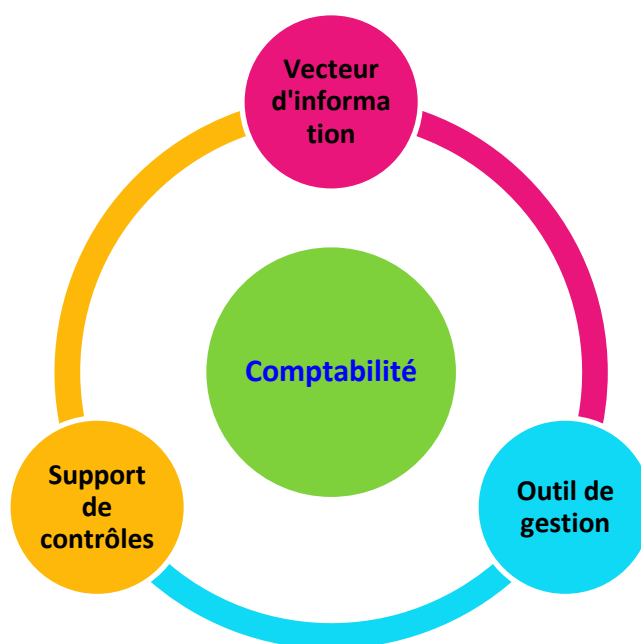 Vecteur
d'informa
tion
Comptabilité
Support
de
contrôles
Outil de
gestion